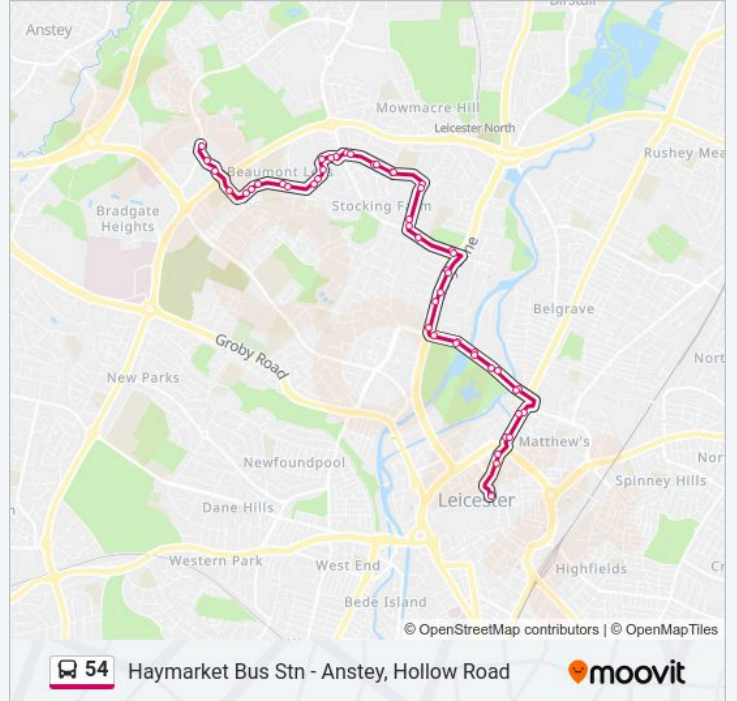 Anstey
Mowmacre Hill
Leicester North
Rushey Mea
Beaumont L
Stocking F
Bradgate
Heights
ne
Belgrave
Groby Road
Nort
New Parks
Matthew's
Nor
Newfoundpool
Spinney Hills
Leicester
Dane Hills
Western Park
West End
Highfields
Cr
Bede Island
© OpenStreetMap contributors | © OpenMapTiles
54 Haymarket Bus Stn - Anstey, Hollow Road moovit